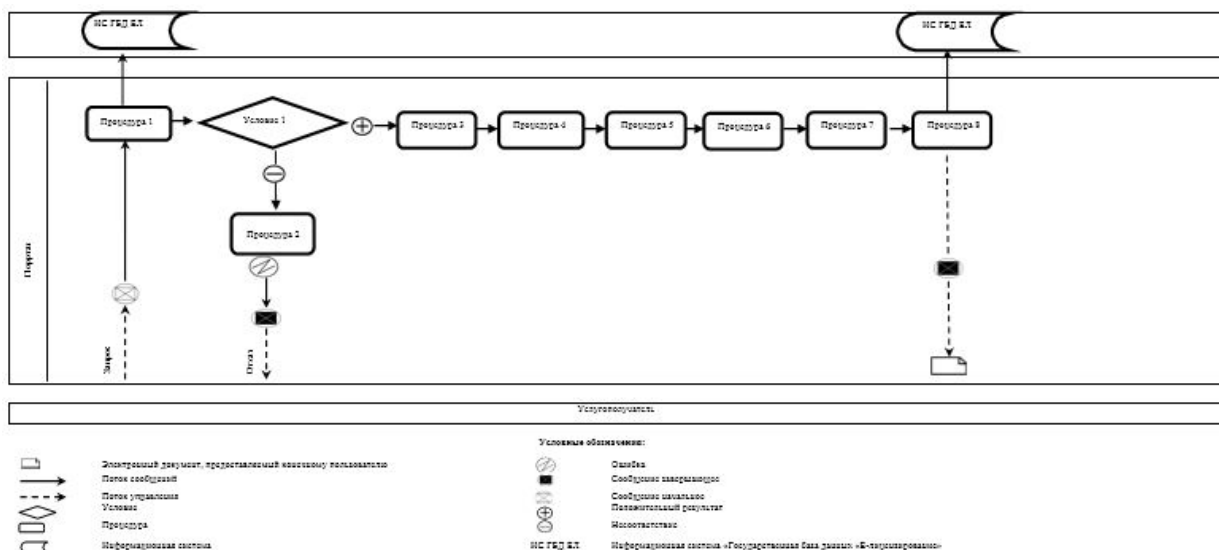 ИС ГБД ЕЛ
ИС ГБД ЕЛ
Процедура 1
Условие 1
Процедура 3
Процедура 4
Процедура 5
Процедура 6
Процедура 7
Процедура 8
Процедура 2
Портал
Запрос
Отказ
Услугополучатель
Условные обозначения:
Электронный документ, предоставляемый конечному пользователю
Поток сообщений
Поток управления
Условие
Процедура
Информационная система
Ошибка
Сообщение завершающее
Сообщение начальное
Положительный результат
Несоответствие
ИС ГБД ЕЛ
Информационная система «Государственная база данных «Е-лицензирование»